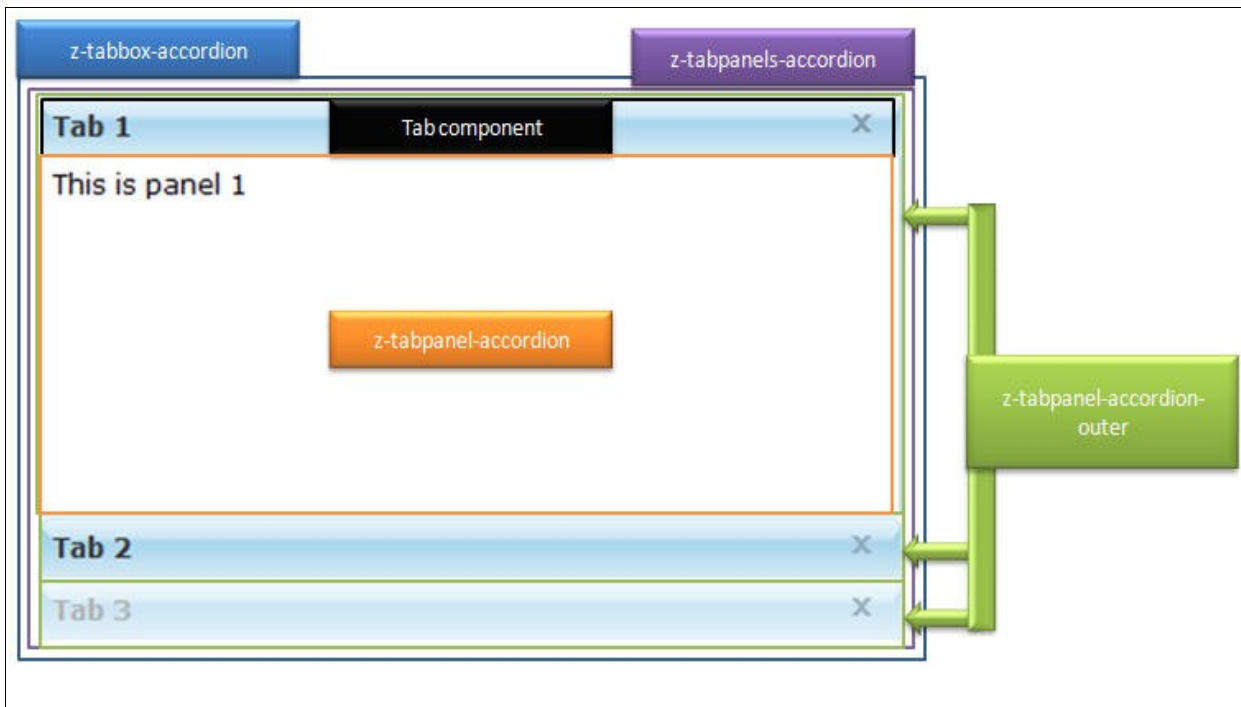 z-tabbox-accordion
z-tabpanels-accordion
Tab 1
Tab component
x
This is panel 1
z-tabpanel-accordion
z-tabpanel-accordion-
outer
Tab 2
x
Tab 3
x